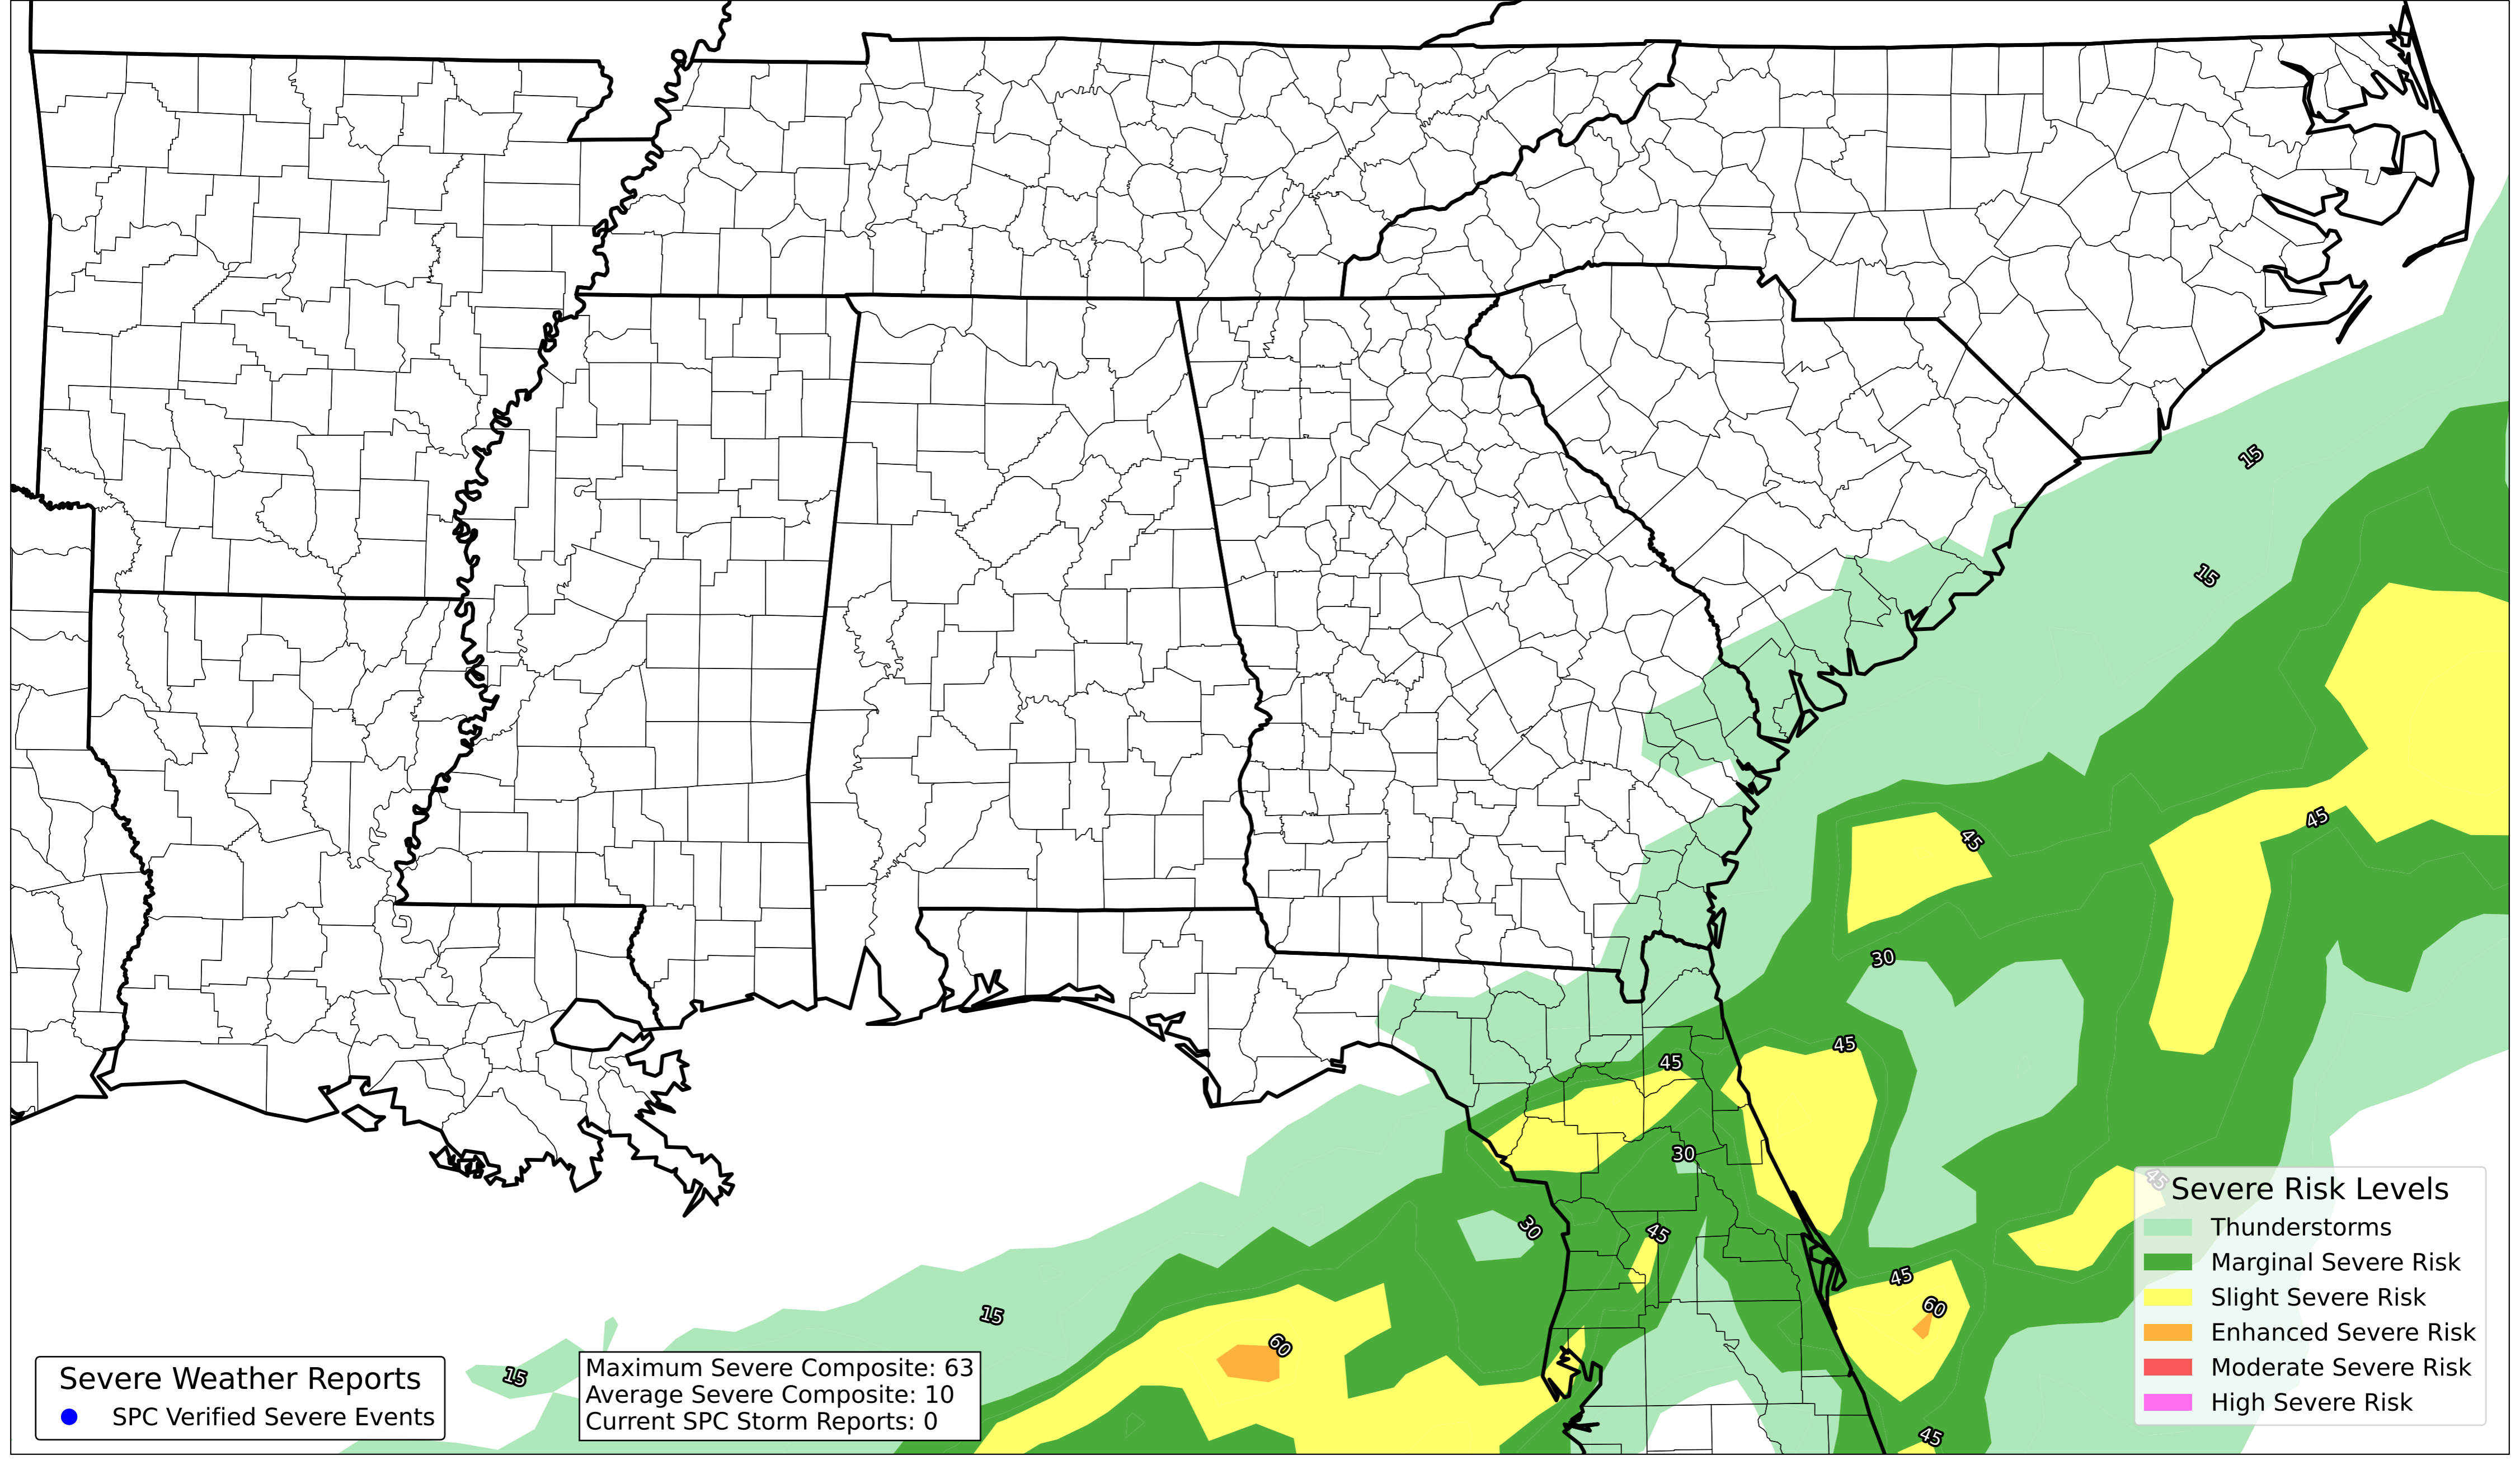 15
15
45
45
30
45
45
30
30
45
45
45
60
15
60
15
45
Severe Risk Levels
Thunderstorms
Marginal Severe Risk
Slight Severe Risk
Enhanced Severe Risk
Moderate Severe Risk
High Severe Risk
Severe Weather Reports
SPC Verified Severe Events
Maximum Severe Composite: 63
Average Severe Composite: 10
Current SPC Storm Reports: 0